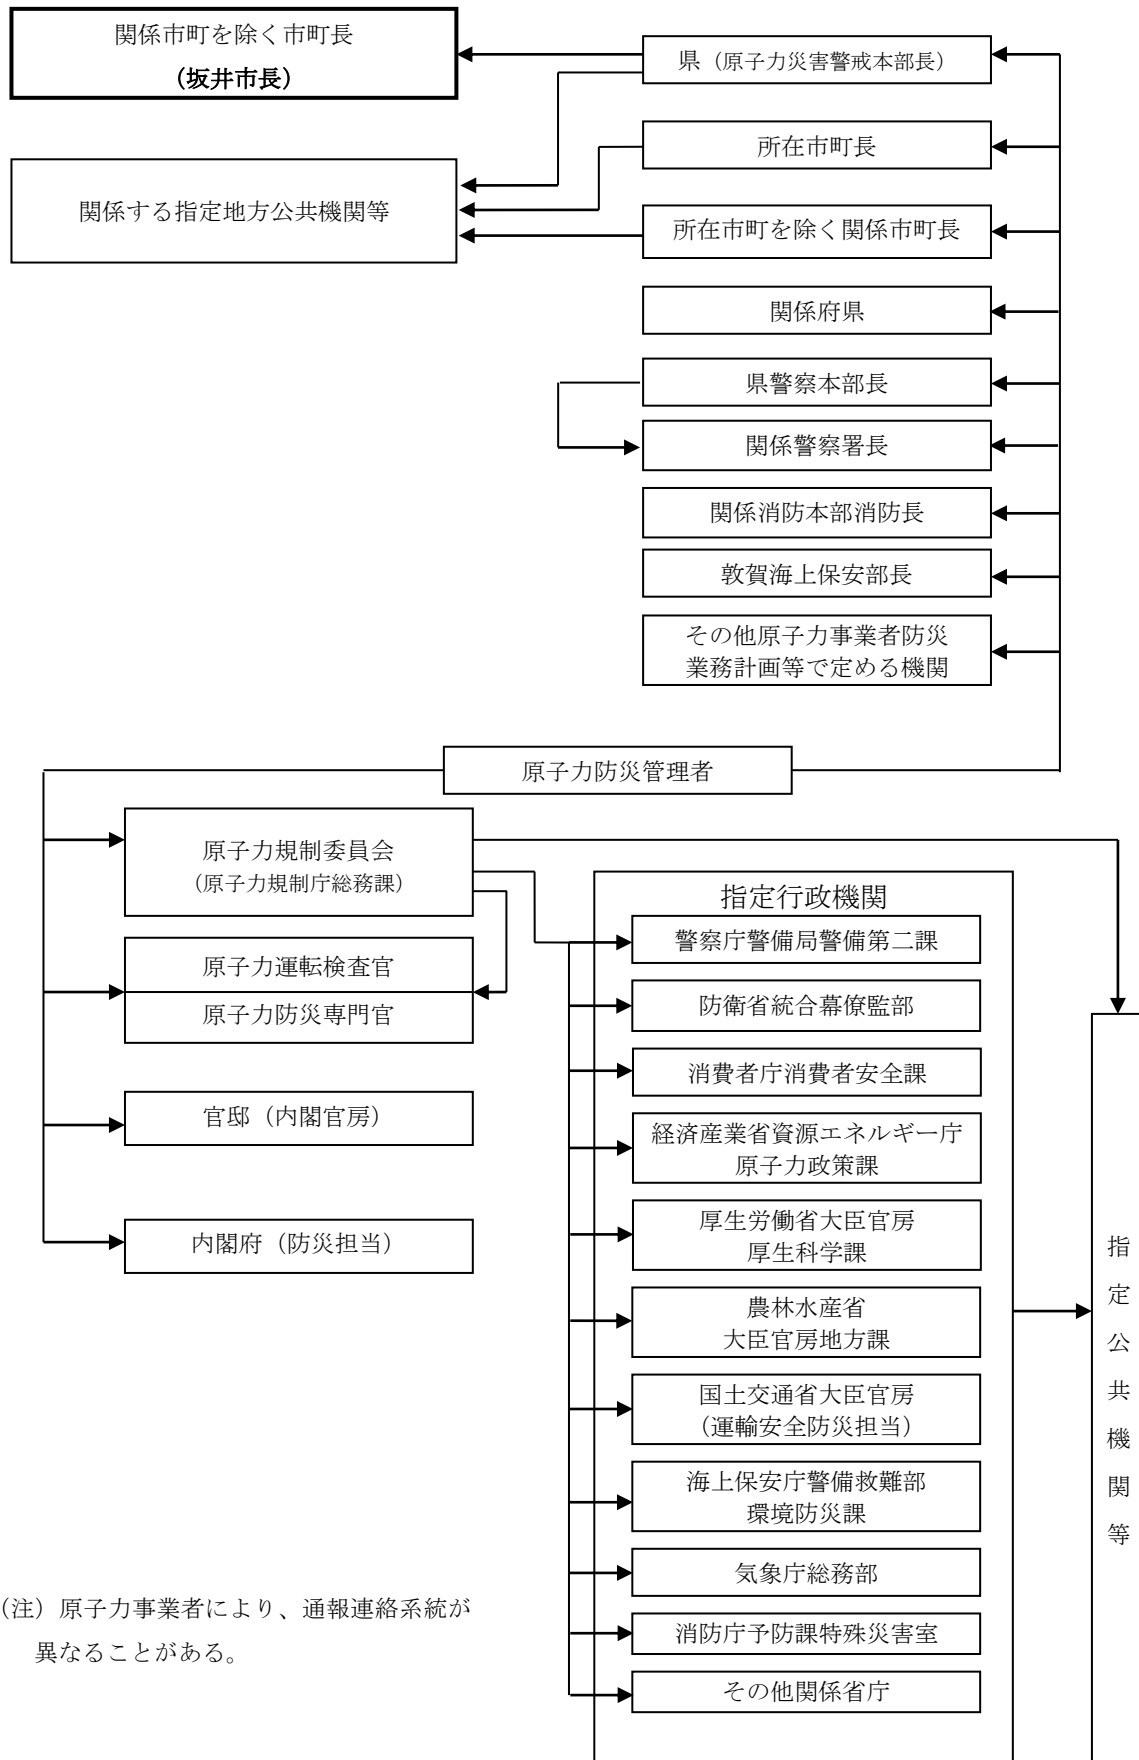 関係市町を除く市町長
（坂井市長）
県（原子力災害警戒本部長）
所在市町長
関係する指定地方公共機関等
所在市町を除く関係市町長
関係府県
県警察本部長
関係警察署長
関係消防本部消防長
敦賀海上保安部長
その他原子力事業者防災
業務計画等で定める機関
原子力防災管理者
原子力規制委員会
（原子力規制庁総務課）
原子力運転検査官
原子力防災専門官
官邸（内閣官房）
内閣府（防災担当）
指定行政機関
警察庁警備局警備第二課
防衛省統合幕僚監部
消費者庁消費者安全課
経済産業省資源エネルギー庁
原子力政策課
厚生労働省大臣官房
厚生科学課
農林水産省
大臣官房地方課
国土交通省大臣官房
（運輸安全防災担当）
海上保安庁警備救難部
環境防災課
気象庁総務部
消防庁予防課特殊災害室
その他関係省庁
指定公共機関等
（注）原子力事業者により、通報連絡系統が
異なることがある。